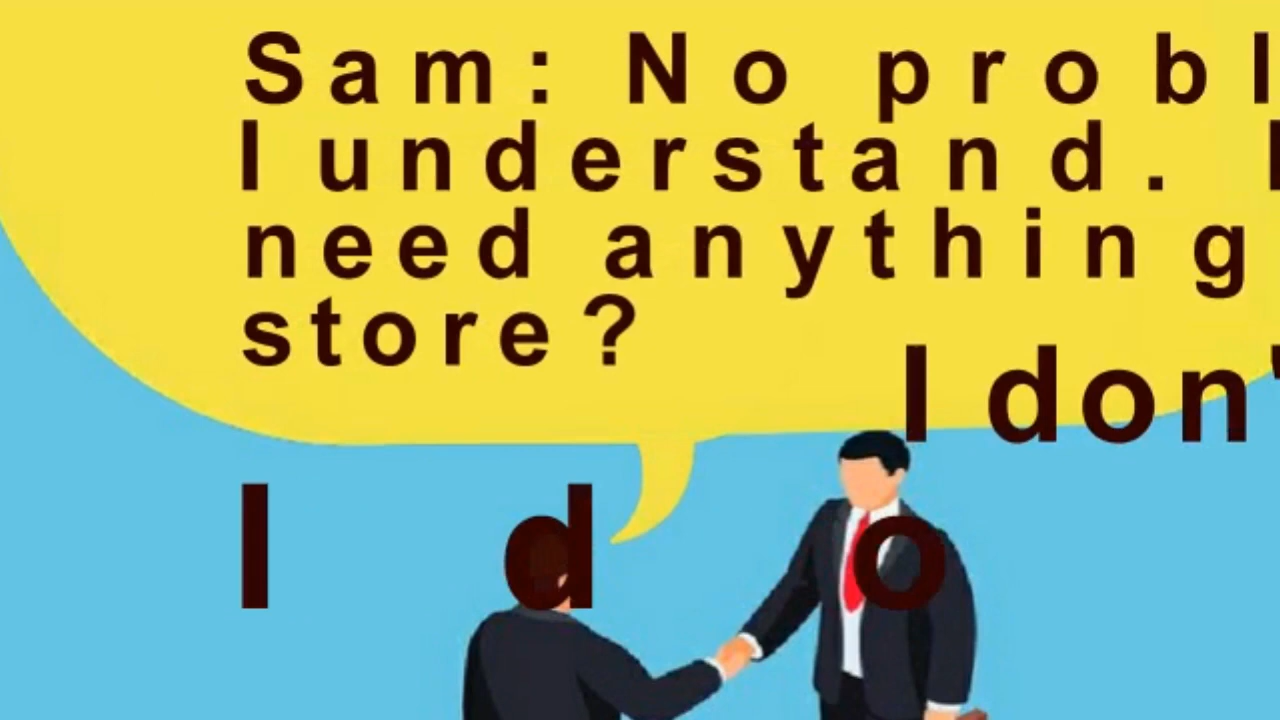 Sam: No probl
I understand.
need anything
store?
I don'
I do